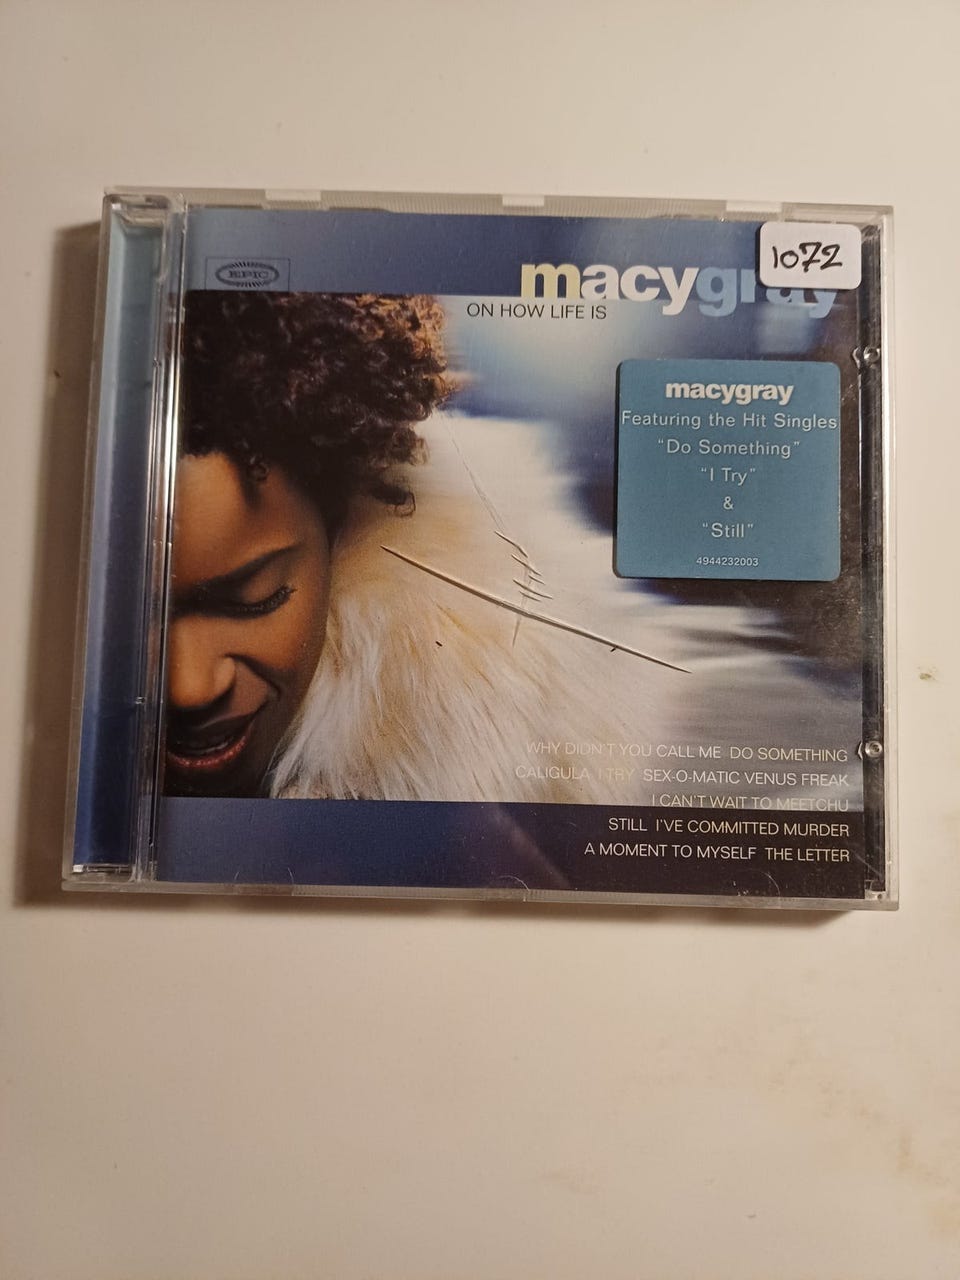 1072
EPIC
macygray
ON HOW LIFE IS
macygray
Featuring the Hit Singles
"Do Something"
"I Try"
&
"Still"
4944232003
WHY DIDN'T YOU CALL ME DO SOMETHING
CALIGULA I TRY SEX-O-MATIC VENUS FREAK
I CAN'T WAIT TO MEETCHU
STILL I'VE COMMITTED MURDER
A MOMENT TO MYSELF THE LETTER